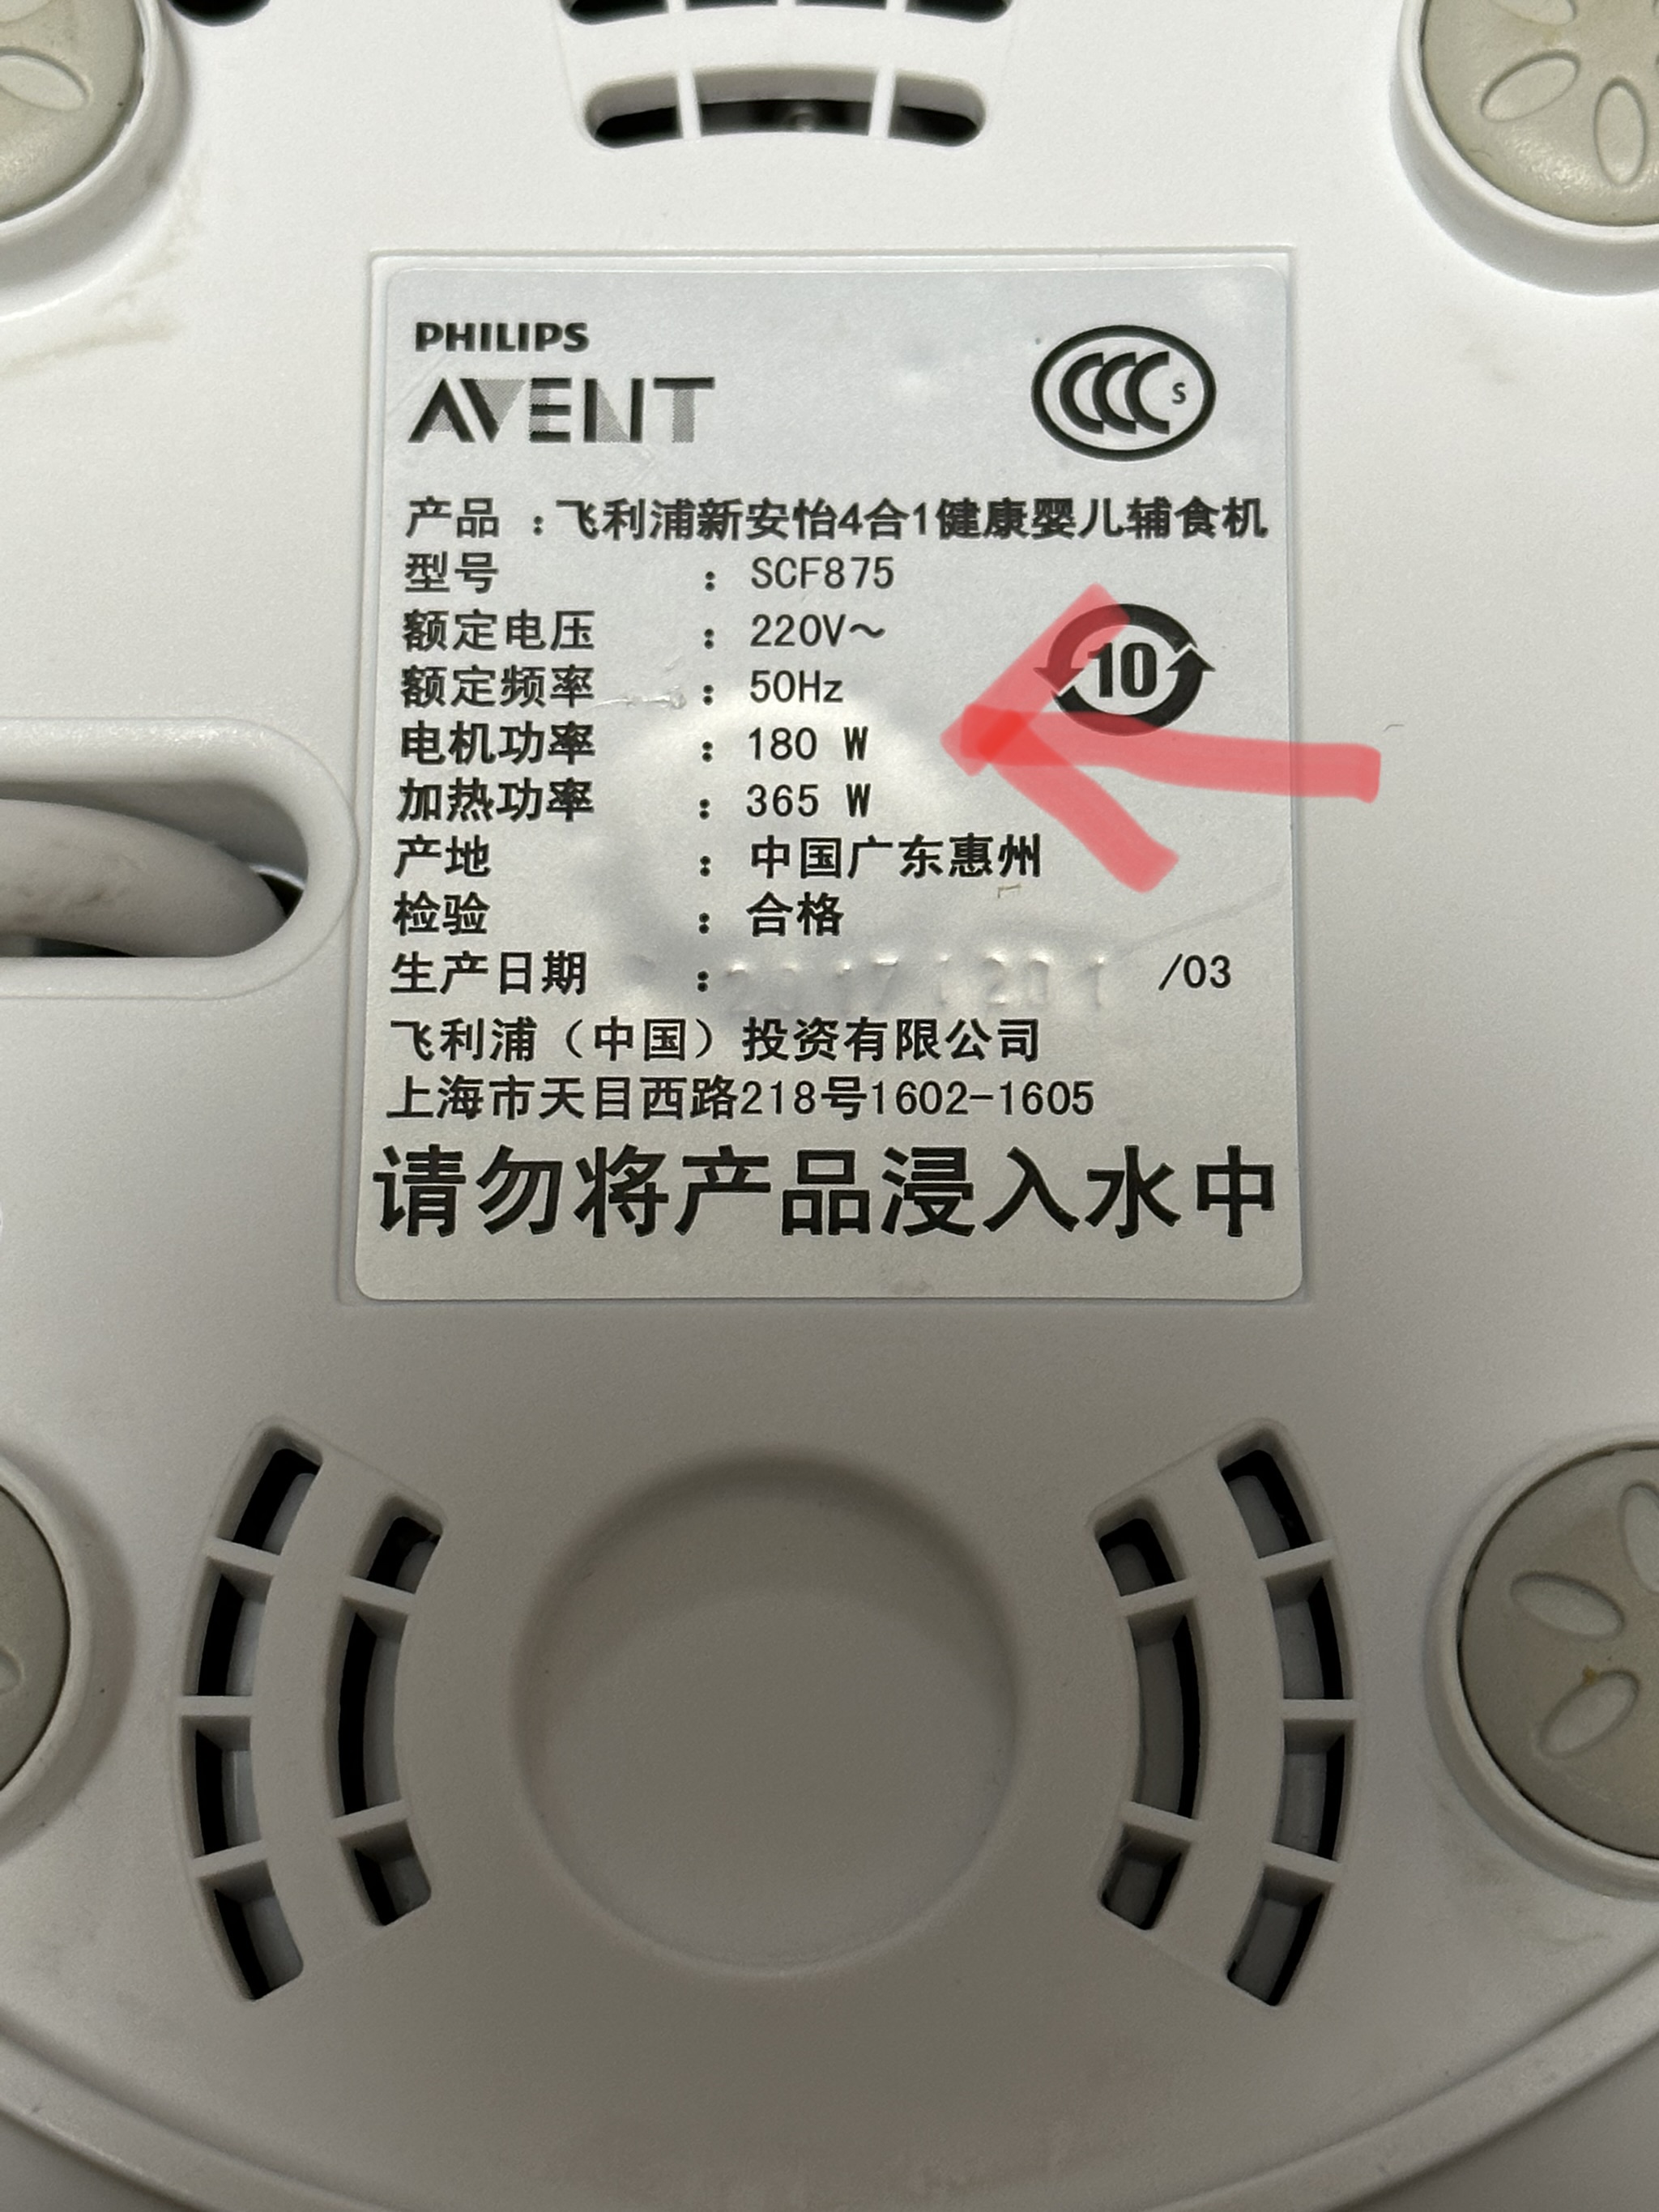 PHILIPS
AVENT
CCC S
产品 ：飞利浦新安怡4合1健康婴儿辅食机
型号 ： SCF875
额定电压 ： 220V～
额定频率 ： 50Hz
10
电机功率 ： 180 W
加热功率 ： 365 W
产地 ： 中国广东惠州
检验 ： 合格
生产日期 ： 20171201 /03
飞利浦（中国）投资有限公司
上海市天目西路218号1602-1605
请勿将产品浸入水中